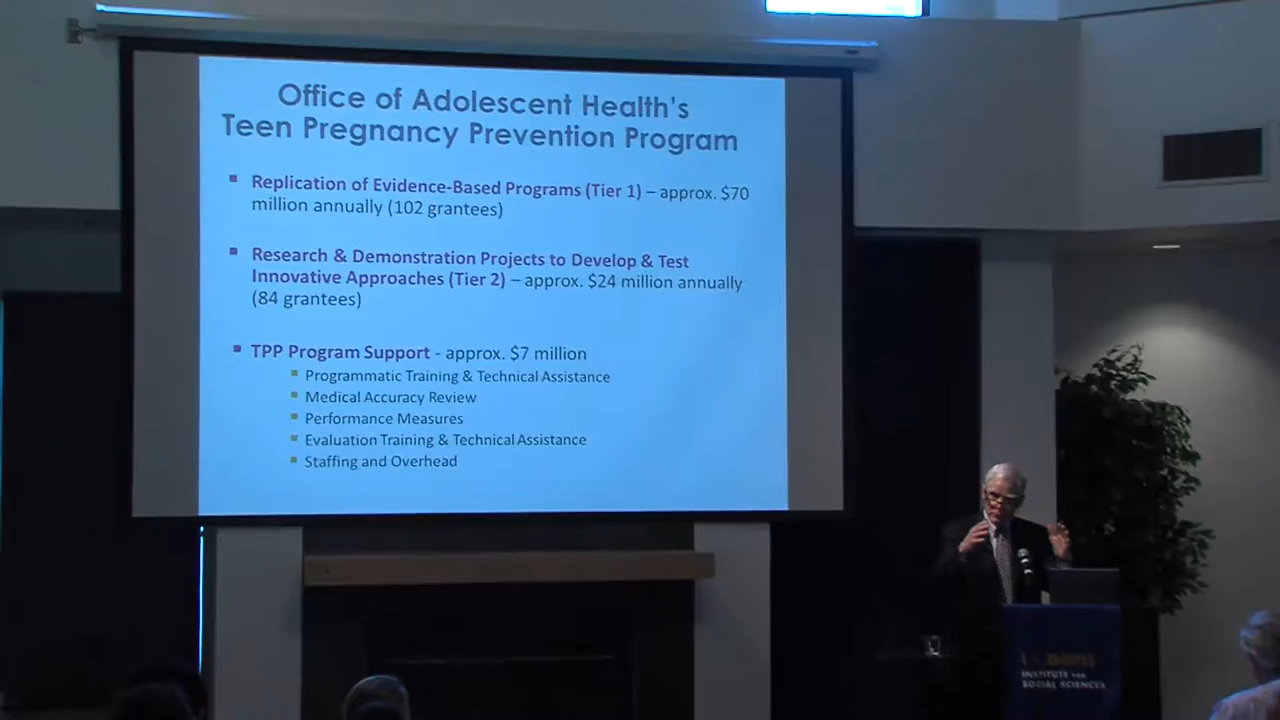 Office of Adolescent Health's
Teen Pregnancy Prevention Program
Replication of Evidence-Based Programs (Tier 1) – approx. $70
million annually (102 grantees)
Research & Demonstration Projects to Develop & Test
Innovative Approaches (Tier 2) – approx. $24 million annually
(84 grantees)
TPP Program Support - approx. $7 million
Programmatic Training & Technical Assistance
Medical Accuracy Review
Performance Measures
Evaluation Training & Technical Assistance
Staffing and Overhead
UC DAVIS
INSTITUTE FOR
SOCIAL SCIENCES